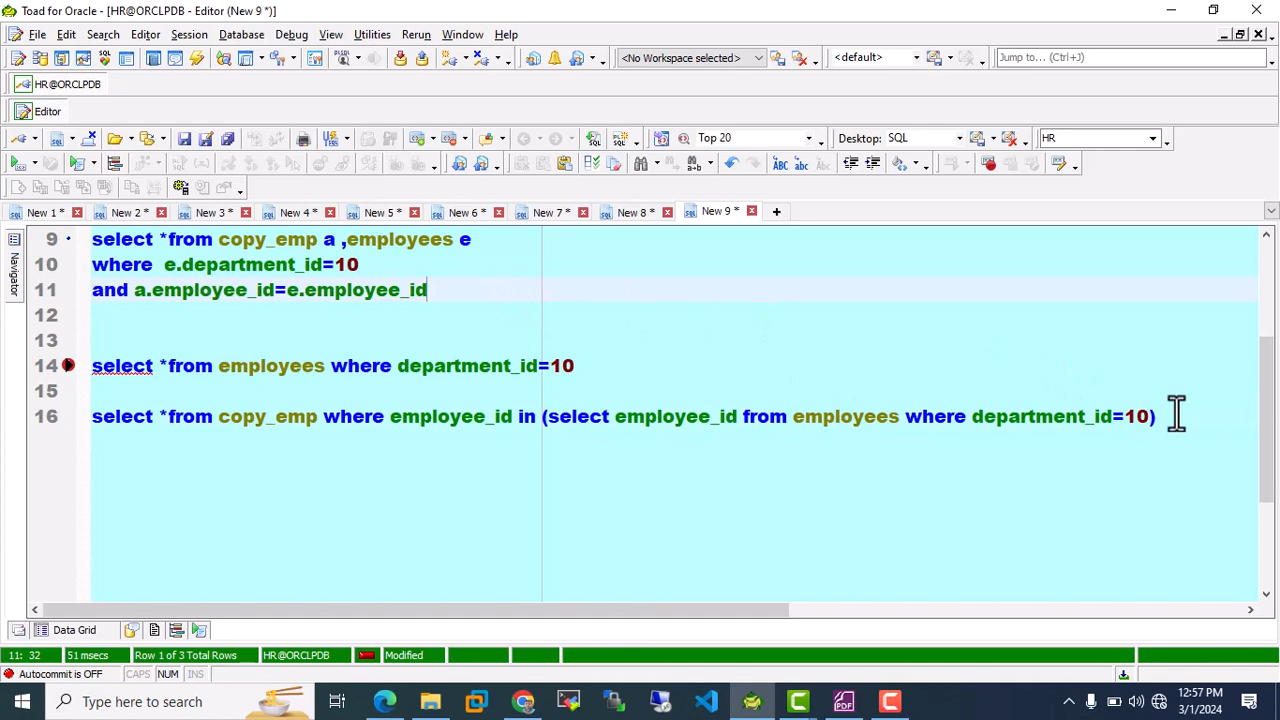 Toad for Oracle - [HR@ORCLPDB - Editor (New 9 *)]
File Edit Search Editor Session Database Debug View Utilities Rerun Window Help
<No Workspace selected> <default> Jump to... (Ctrl+J)
HR@ORCLPDB
Editor
SQL Top 20 Desktop: SQL HR
New 1 * New 2 * New 3 * New 4 * New 5 * New 6 * New 7 * New 8 * New 9 *
Navigator
9 select *from copy_emp a ,employees e
10 where  e.department_id=10
11 and a.employee_id=e.employee_id
12
13
14 select *from employees where department_id=10
15
16 select *from copy_emp where employee_id in (select employee_id from employees where department_id=10)
Data Grid
11: 32 51 msecs Row 1 of 3 Total Rows HR@ORCLPDB Modified
Autocommit is OFF CAPS NUM INS
Type here to search 12:57 PM
3/1/2024